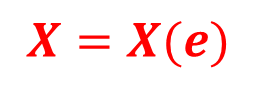 X = X(e)